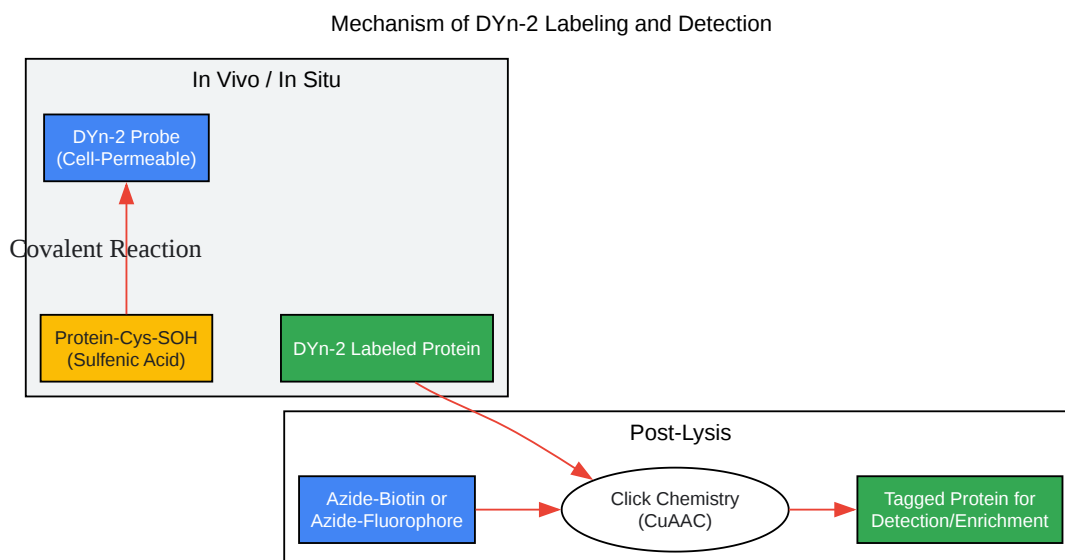 Mechanism of DYn-2 Labeling and Detection
In Vivo / In Situ
DYn-2 Probe
(Cell-Permeable)
Covalent Reaction
Protein-Cys-SOH
(Sulfenic Acid)
DYn-2 Labeled Protein
Post-Lysis
Azide-Biotin or
Azide-Fluorophore
Click Chemistry
(CuAAC)
Tagged Protein for
Detection/Enrichment